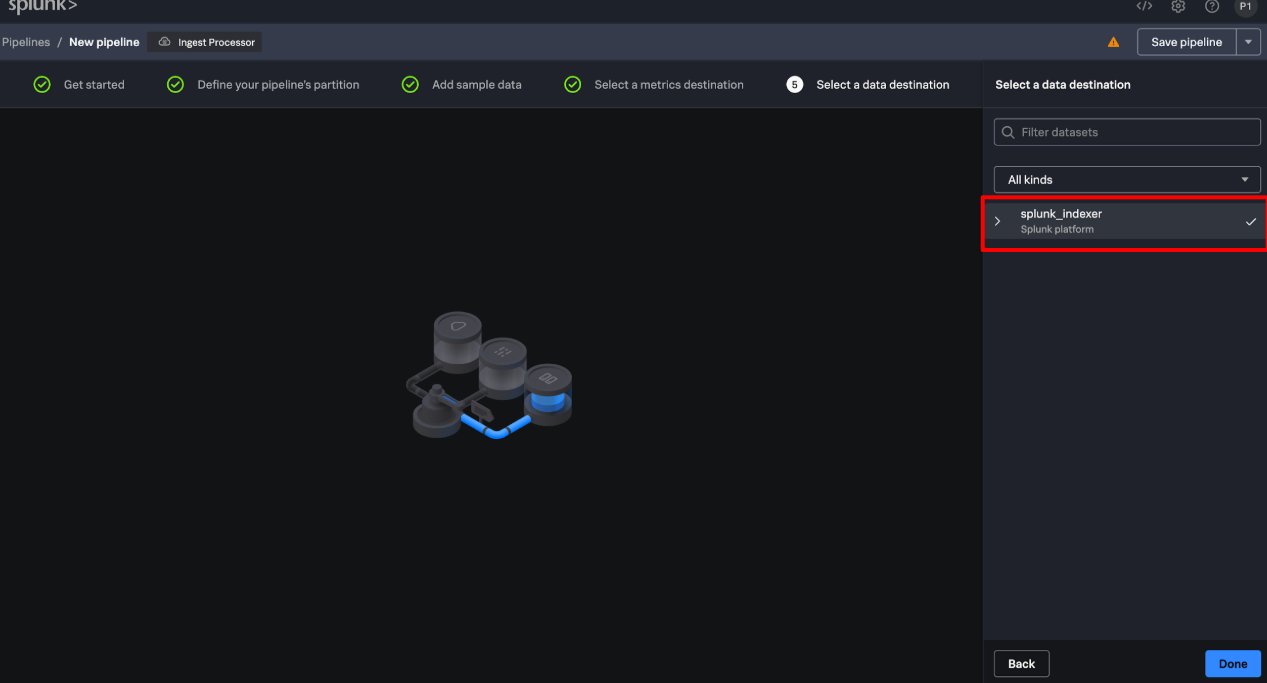 splunk>
P1
Pipelines / New pipeline Ingest Processor
Save pipeline
Get started
Define your pipeline's partition
Add sample data
Select a metrics destination
5 Select a data destination
Select a data destination
Filter datasets
All kinds
splunk_indexer
Splunk platform
Back
Done